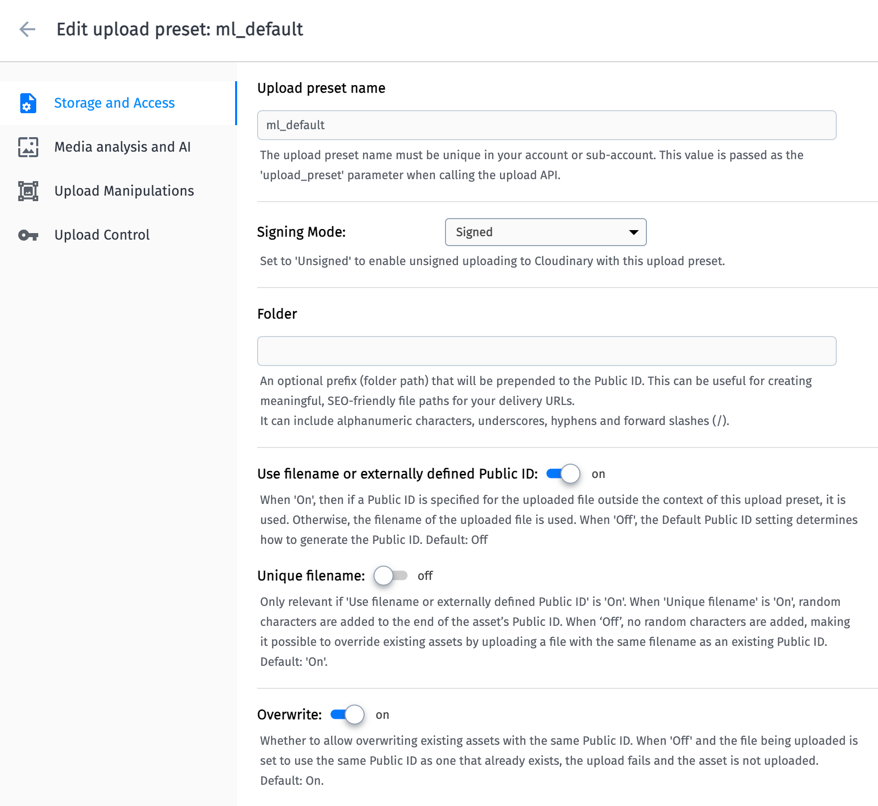 Edit upload preset: ml_default
Storage and Access
Media analysis and AI
Upload Manipulations
Upload Control
Upload preset name
ml_default
The upload preset name must be unique in your account or sub-account. This value is passed as the
'upload_preset' parameter when calling the upload API.
Signing Mode:
Signed
Set to 'Unsigned' to enable unsigned uploading to Cloudinary with this upload preset.
Folder
An optional prefix (folder path) that will be prepended to the Public ID. This can be useful for creating
meaningful, SEO-friendly file paths for your delivery URLs.
It can include alphanumeric characters, underscores, hyphens and forward slashes (/).
Use filename or externally defined Public ID: on
When 'On', then if a Public ID is specified for the uploaded file outside the context of this upload preset, it is
used. Otherwise, the filename of the uploaded file is used. When 'Off', the Default Public ID setting determines
how to generate the Public ID. Default: Off
Unique filename: off
Only relevant if 'Use filename or externally defined Public ID' is 'On'. When 'Unique filename' is 'On', random
characters are added to the end of the asset’s Public ID. When ‘Off’, no random characters are added, making
it possible to override existing assets by uploading a file with the same filename as an existing Public ID.
Default: 'On'.
Overwrite: on
Whether to allow overwriting existing assets with the same Public ID. When 'Off' and the file being uploaded is
set to use the same Public ID as one that already exists, the upload fails and the asset is not uploaded.
Default: On.